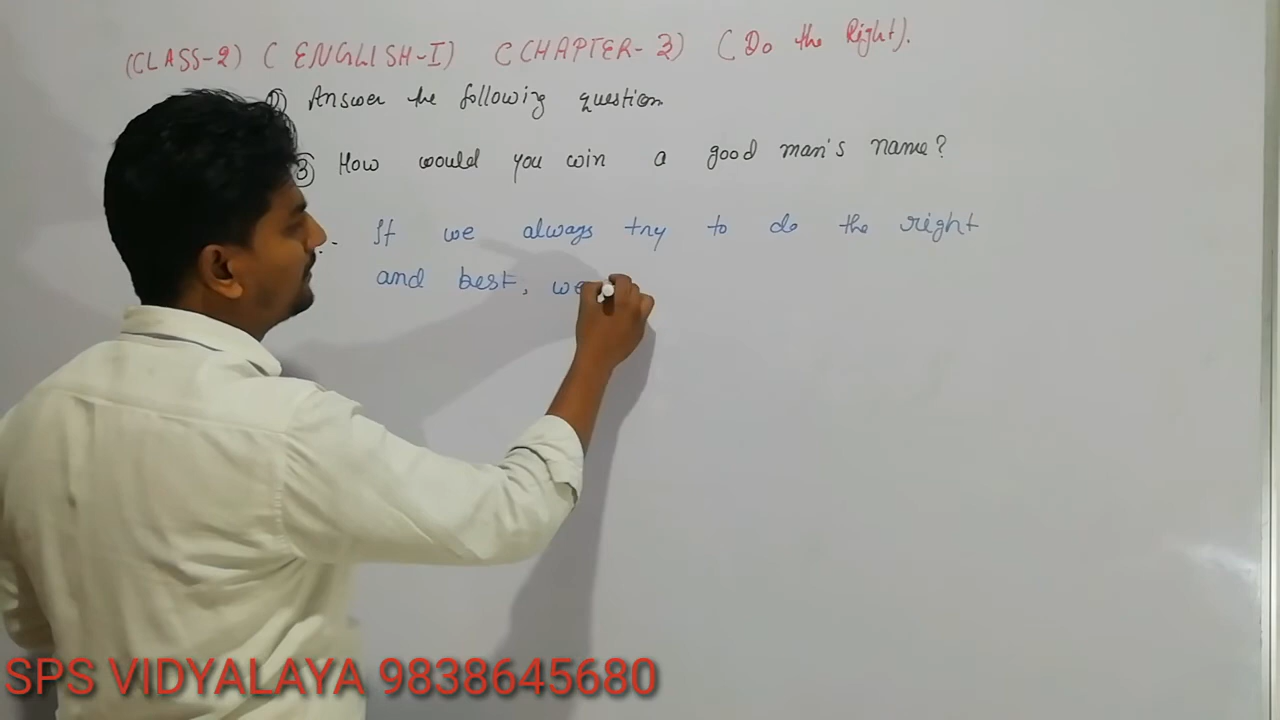 (CLASS-2) ( ENGLISH-I) (CHAPTER-3) ( Do the Right).
1) Answer the following question
3) How would you win a good man's name?
If we always try to do the right
and best, we
SPS VIDYALAYA 9838645680